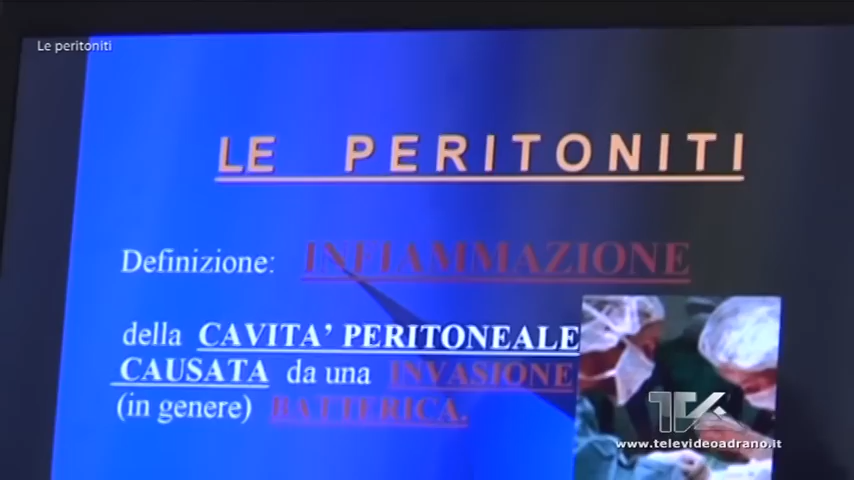 Le peritoniti
LE PERITONITI
Definizione: INFIAMMAZIONE
della CAVITA' PERITONEALE
CAUSATA da una INVASIONE
(in genere) BATTERICA.
www.televideoadrano.it